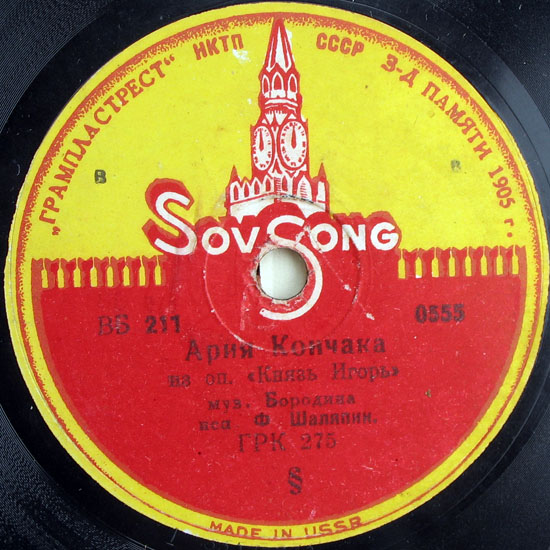 „ГРАМПЛАСТРЕСТ" НКТП СССР З-Д ПАМЯТИ 1905 г.
В R
SOVSONG
ВБ 211 0555
Ария Кончака
из оп. «Князь Игорь»
муз. Бородина
исп Ф. Шаляпин.
ГРК 275
§
MADE IN USSR